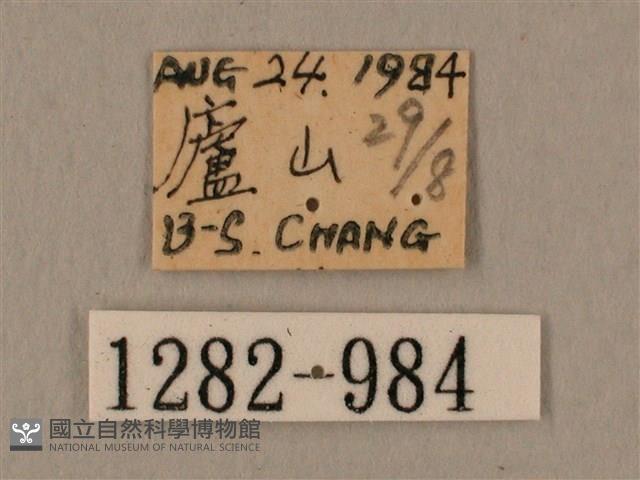 AUG 24. 1984
廬山 29/8
B-S. CHANG
1282-984
國立自然科學博物館
NATIONAL MUSEUM OF NATURAL SCIENCE